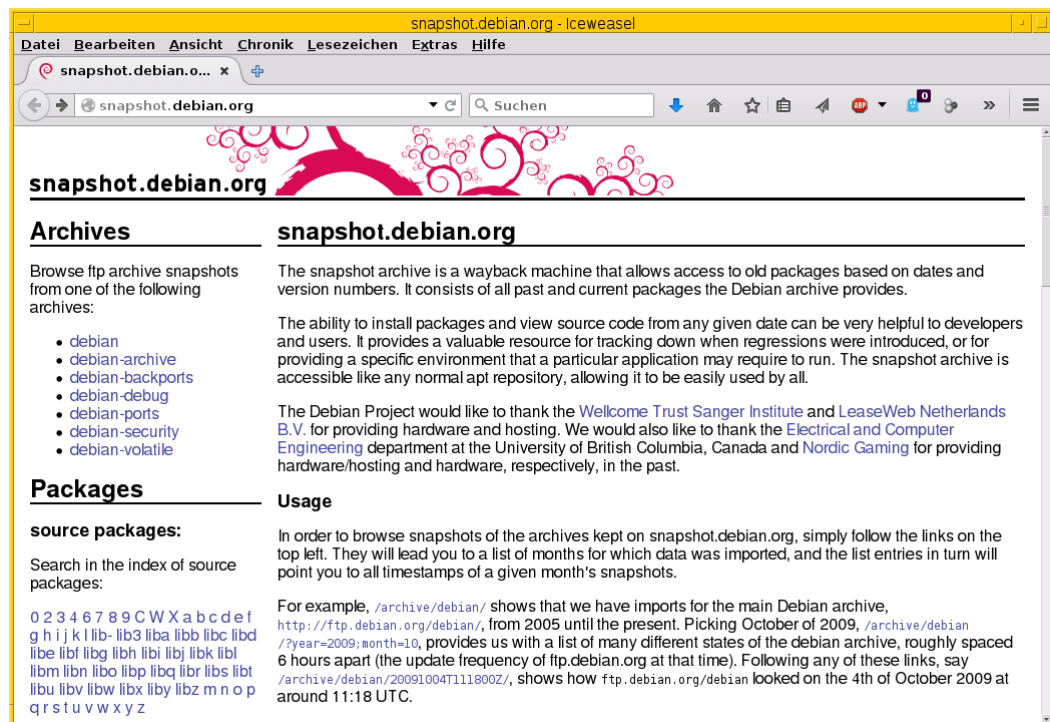 snapshot.debian.org - Iceweasel
Datei Bearbeiten Ansicht Chronik Lesezeichen Extras Hilfe
snapshot.debian.o... ×
snapshot.debian.org
Suchen
ABP
0
snapshot.debian.org
Archives
Browse ftp archive snapshots
from one of the following
archives:
• debian
• debian-archive
• debian-backports
• debian-debug
• debian-ports
• debian-security
• debian-volatile
Packages
source packages:
Search in the index of source
packages:
0 2 3 4 6 7 8 9 C W X a b c d e f
g h i j k l lib- lib3 liba libb libc libd
libe libf libg libh libi libj libk libl
libm libn libo libp libq libr libs libt
libu libv libw libx liby libz m n o p
q r s t u v w x y z
snapshot.debian.org
The snapshot archive is a wayback machine that allows access to old packages based on dates and
version numbers. It consists of all past and current packages the Debian archive provides.
The ability to install packages and view source code from any given date can be very helpful to developers
and users. It provides a valuable resource for tracking down when regressions were introduced, or for
providing a specific environment that a particular application may require to run. The snapshot archive is
accessible like any normal apt repository, allowing it to be easily used by all.
The Debian Project would like to thank the Wellcome Trust Sanger Institute and LeaseWeb Netherlands
B.V. for providing hardware and hosting. We would also like to thank the Electrical and Computer
Engineering department at the University of British Columbia, Canada and Nordic Gaming for providing
hardware/hosting and hardware, respectively, in the past.
Usage
In order to browse snapshots of the archives kept on snapshot.debian.org, simply follow the links on the
top left. They will lead you to a list of months for which data was imported, and the list entries in turn will
point you to all timestamps of a given month's snapshots.
For example, /archive/debian/ shows that we have imports for the main Debian archive,
http://ftp.debian.org/debian/, from 2005 until the present. Picking October of 2009, /archive/debian
/?year=2009;month=10, provides us with a list of many different states of the debian archive, roughly spaced
6 hours apart (the update frequency of ftp.debian.org at that time). Following any of these links, say
/archive/debian/20091004T111800Z/, shows how ftp.debian.org/debian looked on the 4th of October 2009 at
around 11:18 UTC.